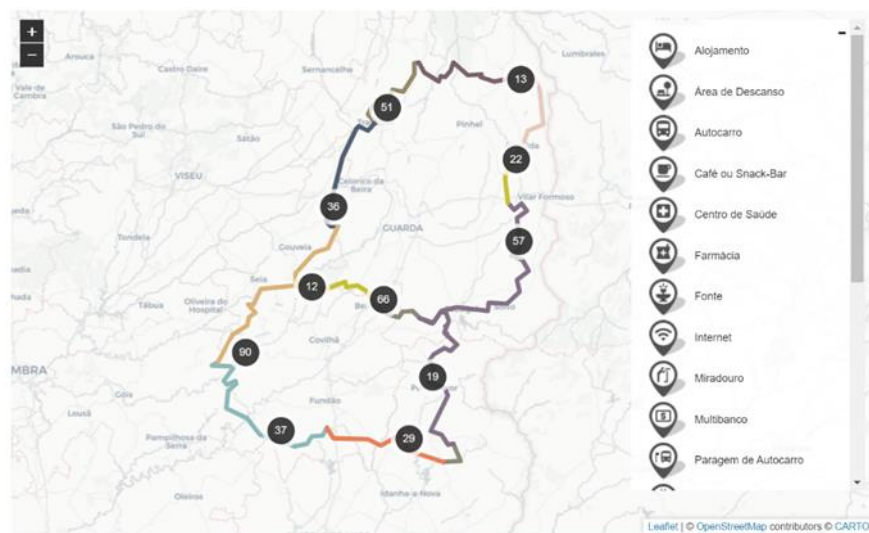 +
−
Arouca
Castro Daire
Sernancelhe
Lumbrales
Vale de
Cambra
Pinhel
São Pedro do
Sul
Sátão
VISEU
Celorico da
Beira
Vilar Formoso
GUARDA
Tondela
Gouveia
Seia
Tábua
Oliveira do
Hospital
Covilhã
MBRA
Góis
Lousã
Fundão
Pampilhosa da
Serra
Oleiros
Idanha-a-Nova
13
51
22
36
57
12
66
90
19
37
29
Alojamento
Área de Descanso
Autocarro
Café ou Snack-Bar
Centro de Saúde
Farmácia
Fonte
Internet
Miradouro
Multibanco
Paragem de Autocarro
Leaflet | © OpenStreetMap contributors © CARTO